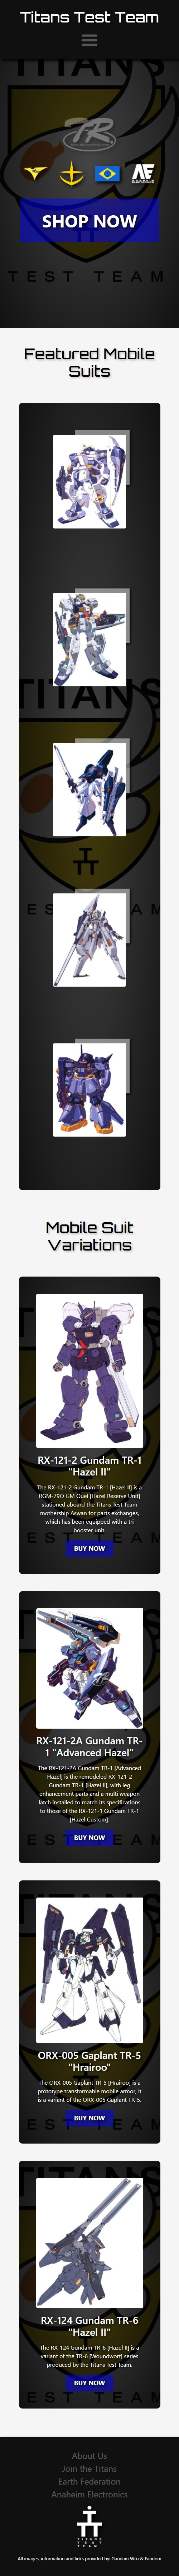 Titans Test Team
TITANS
TR
AE
SHOP NOW
TEST TEAM
Featured Mobile
Suits
TITANS
Mobile Suit
Variations
RX-121-2 Gundam TR-1
"Hazel II"
The RX-121-2 Gundam TR-1 [Hazel II] is a
RGM-79Q GM Quel [Hazel Reserve Unit]
stationed aboard the Titans Test Team
mothership Aswan for parts exchanges,
which has been equipped with a tri
booster unit.
BUY NOW
RX-121-2A Gundam TR-
1 "Advanced Hazel"
The RX-121-2A Gundam TR-1 [Advanced
Hazel] is the remodeled RX-121-2
Gundam TR-1 [Hazel II], with leg
enhancement parts and a multi weapon
latch installed to match its specifications
to those of the RX-121-1 Gundam TR-1
[Hazel Custom].
BUY NOW
ORX-005 Gaplant TR-5
"Hrairoo"
The ORX-005 Gaplant TR-5 [Hrairoo] is a
prototype transformable mobile armor, it
is a variant of the ORX-005 Gaplant TR-5.
BUY NOW
RX-124 Gundam TR-6
"Hazel II"
The RX-124 Gundam TR-6 [Hazel II] is a
variant of the TR-6 [Woundwort] series
produced by the Titans Test Team.
BUY NOW
About Us
Join the Titans
Earth Federation
Anaheim Electronics
TITANS
TEST
TEAM
All images, information and links provided by: Gundam Wiki & Fandom